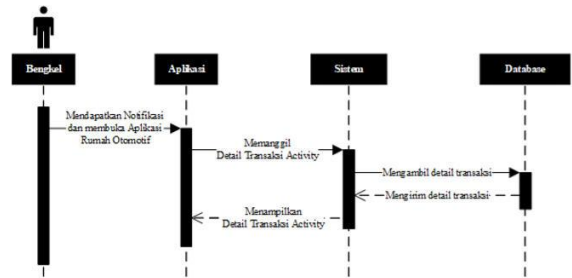 Bengkel
Aplikasi
Sistem
Database
Mendapatkan Notifikasi
dan membuka Aplikasi
Rumah Otomotif
Memanggil
Detail Transaksi Activity
Mengambil detail transaksi
Mengirim detail transaksi
Menampilkan
Detail Transaksi Activity